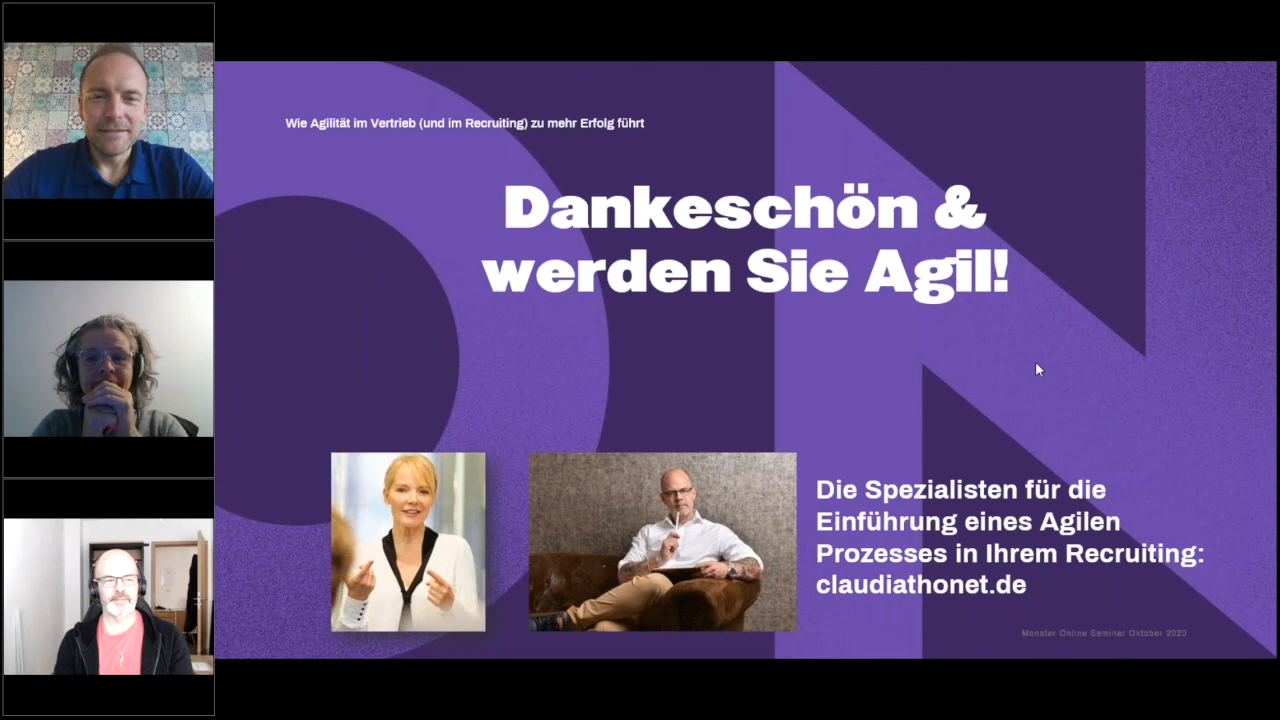 Wie Agilität im Vertrieb (und im Recruiting) zu mehr Erfolg führt
Dankeschön &
werden Sie Agil!
Die Spezialisten für die
Einführung eines Agilen
Prozesses in Ihrem Recruiting:
claudiathonet.de
Monster Online Seminar Oktober 2020